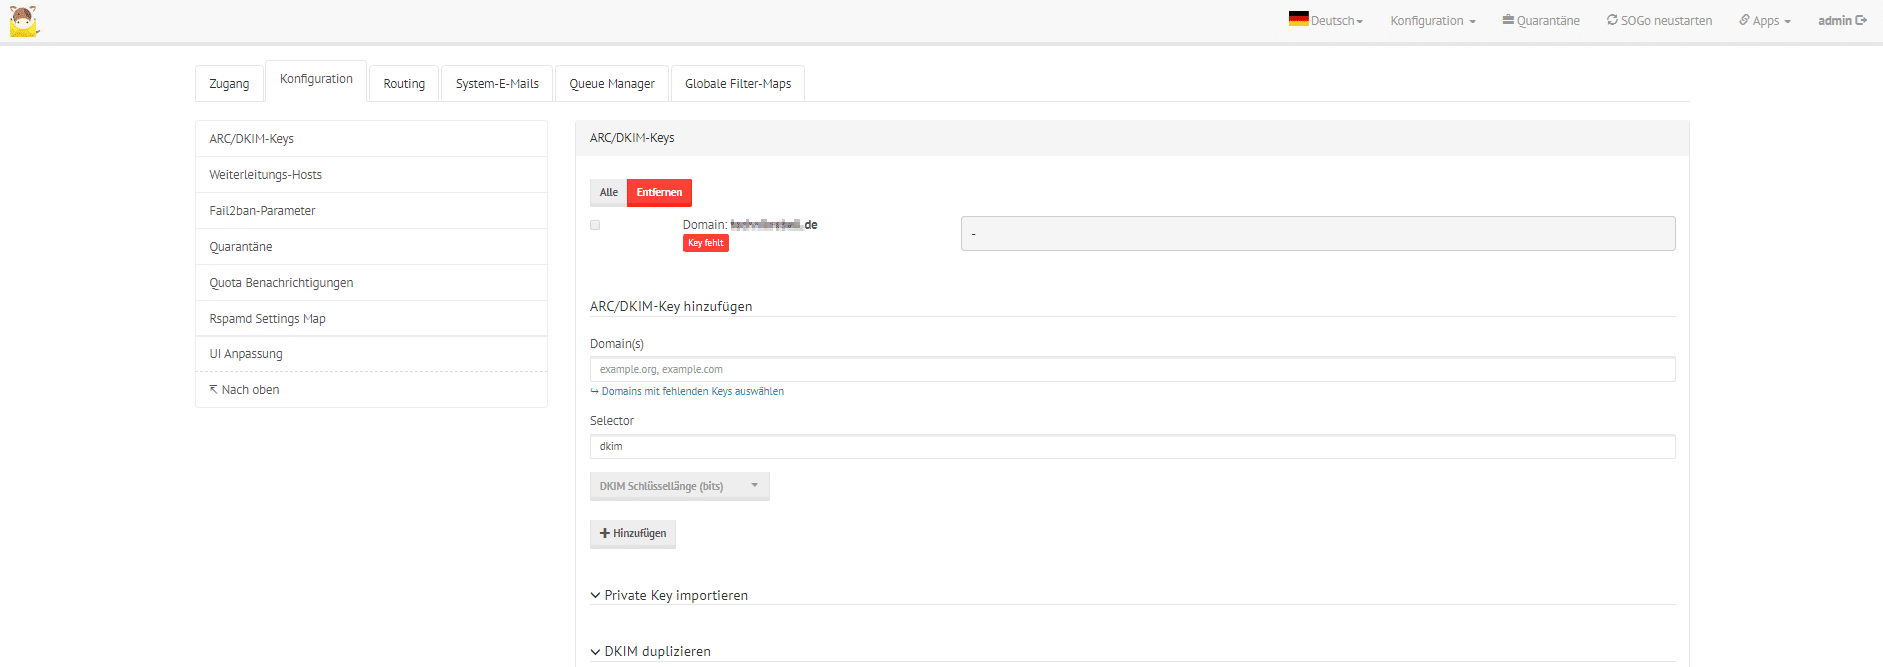 Deutsch Konfiguration Quarantäne SOGo neustarten Apps admin
Zugang Konfiguration Routing System-E-Mails Queue Manager Globale Filter-Maps
ARC/DKIM-Keys
Weiterleitungs-Hosts
Fail2ban-Parameter
Quarantäne
Quota Benachrichtigungen
Rspamd Settings Map
UI Anpassung
Nach oben
ARC/DKIM-Keys
Alle Entfernen
Domain: .de
Key fehlt
-
ARC/DKIM-Key hinzufügen
Domain(s)
example.org, example.com
↪ Domains mit fehlenden Keys auswählen
Selector
dkim
DKIM Schlüssellänge (bits)
Hinzufügen
Private Key importieren
DKIM duplizieren